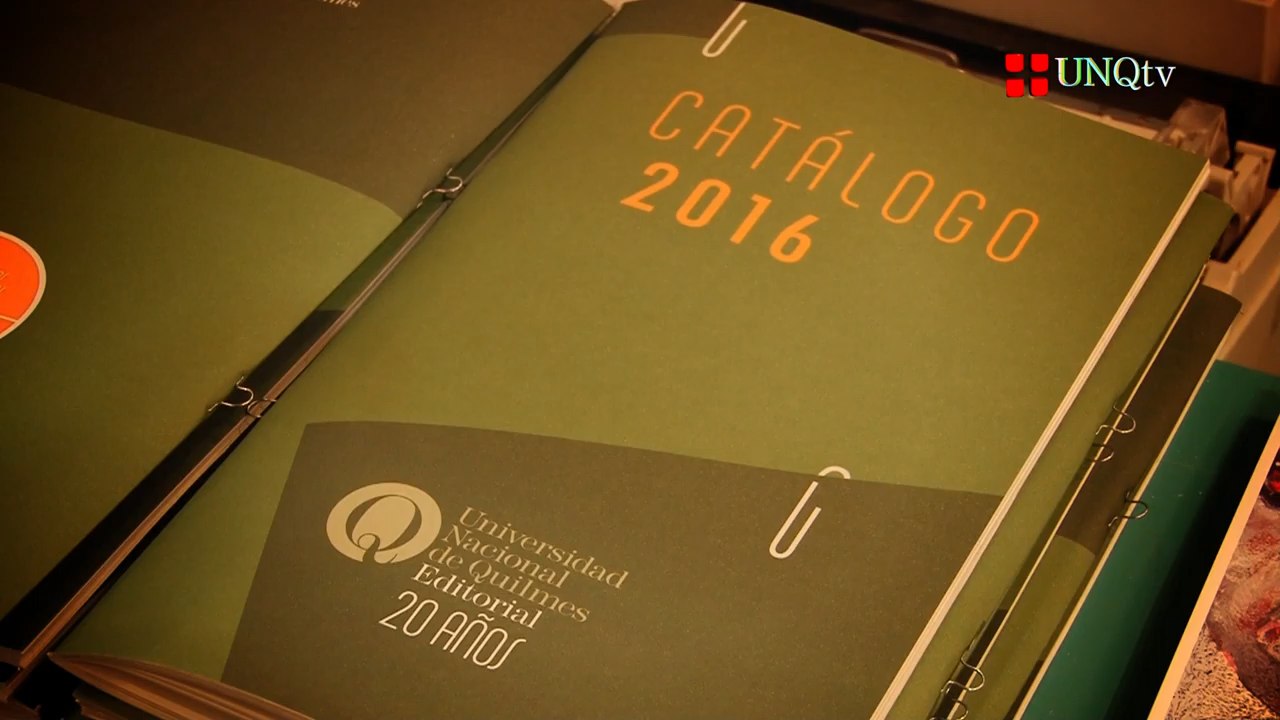 UNQtv
CATÁLOGO
2016
Universidad
Nacional
de Quilmes
Editorial
20 AÑOS